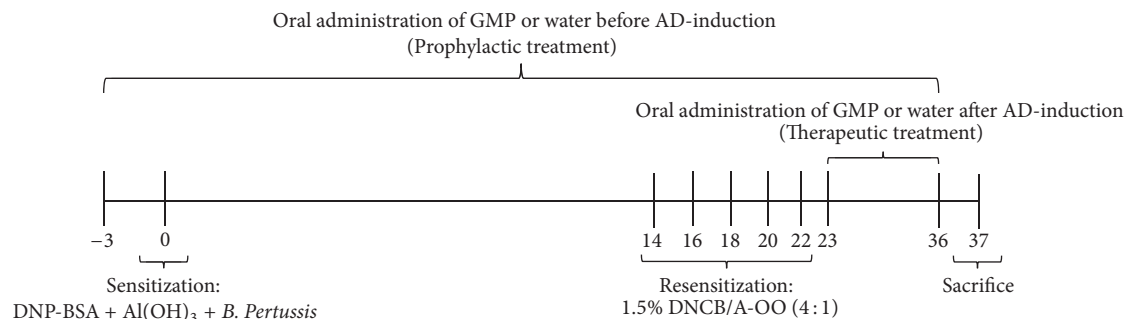 Oral administration of GMP or water before AD-induction
(Prophylactic treatment)
Oral administration of GMP or water after AD-induction
(Therapeutic treatment)
−3 0 14 16 18 20 22 23 36 37
Sensitization:
DNP-BSA + Al(OH)₃ + B. Pertussis
Resensitization:
1.5% DNCB/A-OO (4 : 1)
Sacrifice